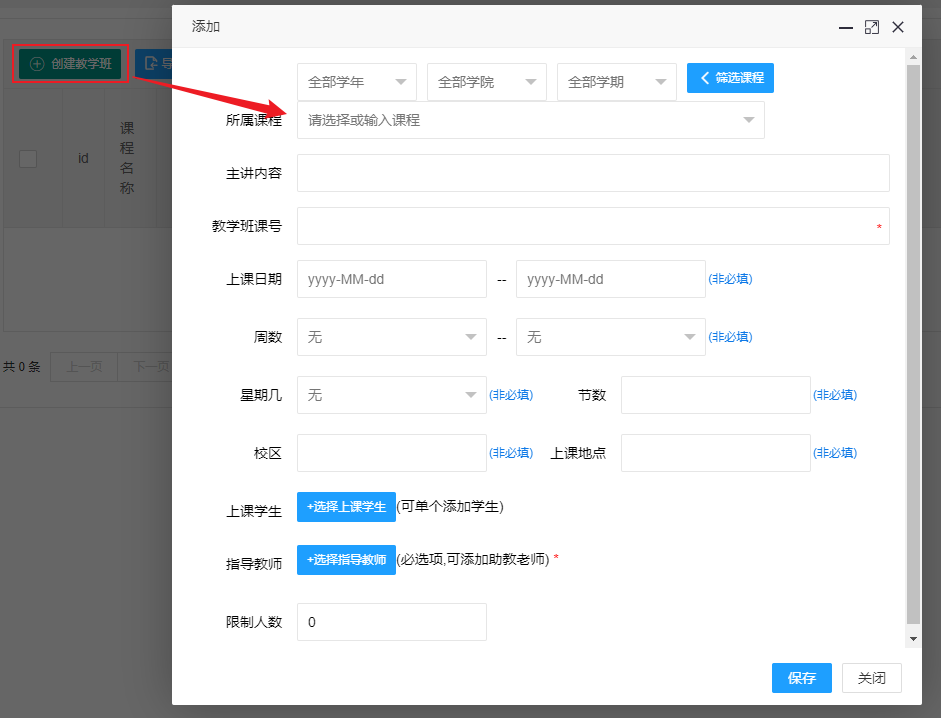 添加
创建教学班 导
全部学年 全部学院 全部学期 筛选课程
所属课程 请选择或输入课程
id 课程名称
主讲内容
教学班课号 *
上课日期 yyyy-MM-dd -- yyyy-MM-dd (非必填)
周数 无 -- 无 (非必填)
共 0 条 上一页 下一页
星期几 无 (非必填) 节数 (非必填)
校区 (非必填) 上课地点 (非必填)
上课学生 +选择上课学生 (可单个添加学生)
指导教师 +选择指导教师 (必选项,可添加助教老师) *
限制人数 0
保存 关闭